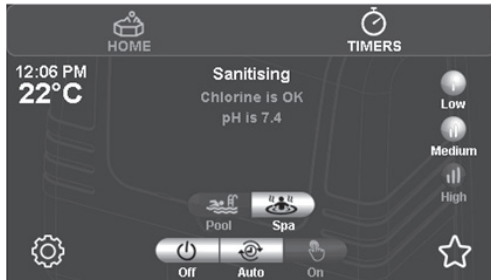 HOME
TIMERS
12:06 PM
22°C
Sanitising
Chlorine is OK
pH is 7.4
Low
Medium
High
Pool
Spa
Off
Auto
On